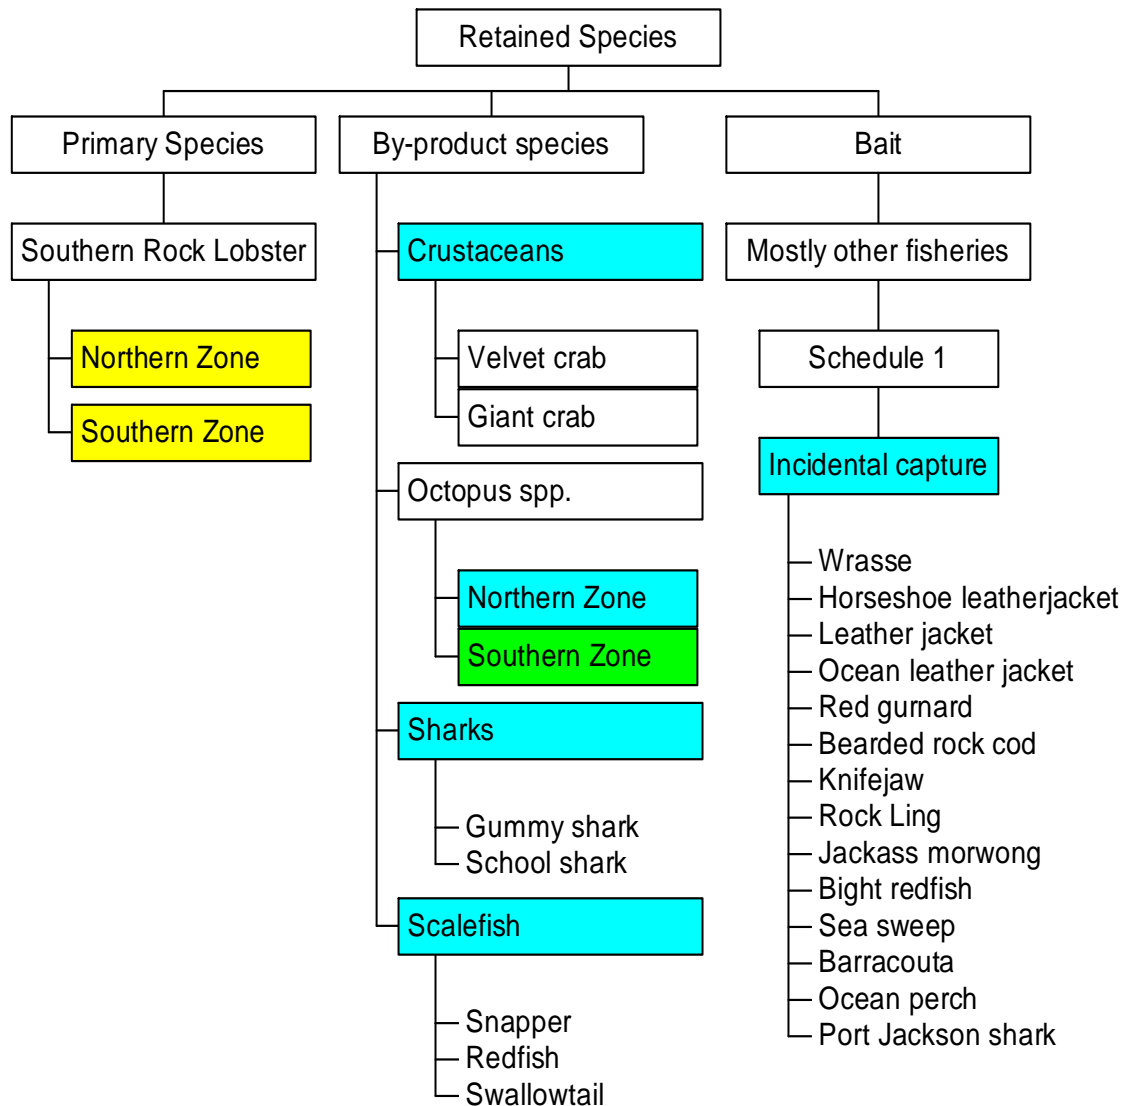 Retained Species
Primary Species
By-product species
Bait
Southern Rock Lobster
Northern Zone
Southern Zone
Crustaceans
Velvet crab
Giant crab
Octopus spp.
Northern Zone
Southern Zone
Sharks
Gummy shark
School shark
Scalefish
Snapper
Redfish
Swallowtail
Mostly other fisheries
Schedule 1
Incidental capture
Wrasse
Horseshoe leatherjacket
Leather jacket
Ocean leather jacket
Red gurnard
Bearded rock cod
Knifejaw
Rock Ling
Jackass morwong
Bight redfish
Sea sweep
Barracouta
Ocean perch
Port Jackson shark